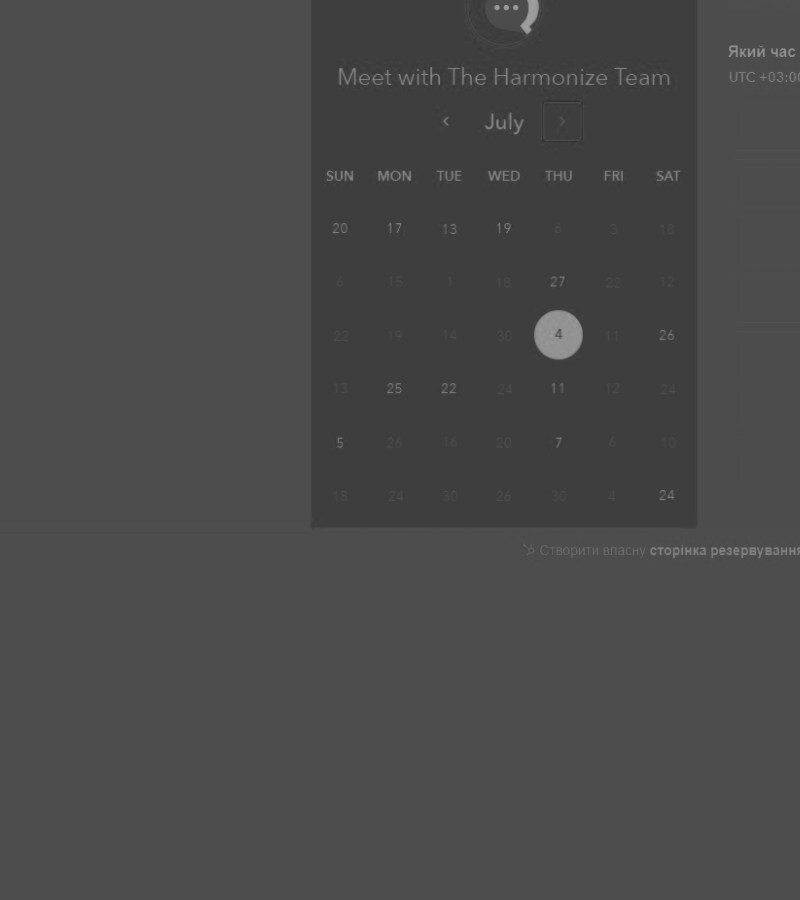 Meet with The Harmonize Team
July
SUN MON TUE WED THU FRI SAT
20 17 13 19 6 3 18
6 15 1 18 27 22 12
22 19 14 30 4 11 26
13 25 22 24 11 12 24
5 26 16 20 7 6 10
18 24 30 26 30 4 24
Який час
UTC +03:00
Створити власну сторінка резервування